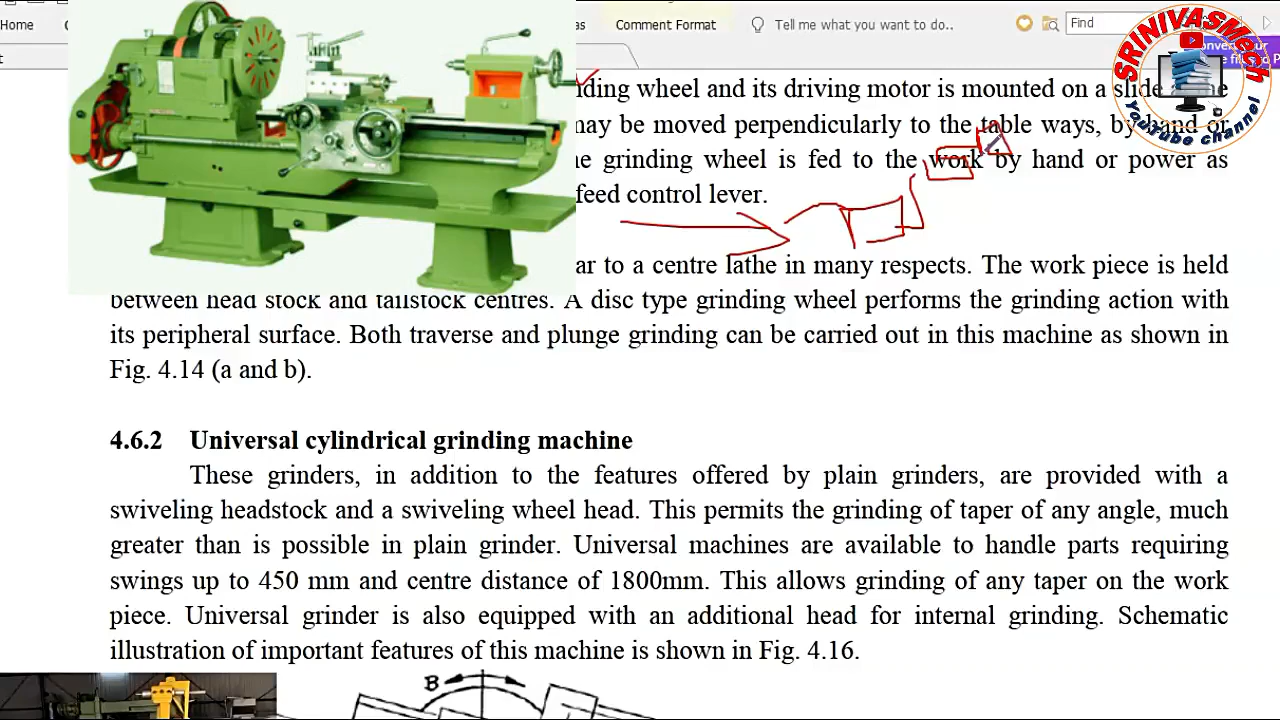 Home
Comment Format
Tell me what you want to do..
Find
SRINIVASMech
YouTube channel
nding wheel and its driving motor is mounted on a slide
may be moved perpendicularly to the table ways, by hand or
e grinding wheel is fed to the work by hand or power as
feed control lever.
ar to a centre lathe in many respects. The work piece is held
between head stock and tailstock centres. A disc type grinding wheel performs the grinding action with
its peripheral surface. Both traverse and plunge grinding can be carried out in this machine as shown in
Fig. 4.14 (a and b).
4.6.2 Universal cylindrical grinding machine
These grinders, in addition to the features offered by plain grinders, are provided with a
swiveling headstock and a swiveling wheel head. This permits the grinding of taper of any angle, much
greater than is possible in plain grinder. Universal machines are available to handle parts requiring
swings up to 450 mm and centre distance of 1800mm. This allows grinding of any taper on the work
piece. Universal grinder is also equipped with an additional head for internal grinding. Schematic
illustration of important features of this machine is shown in Fig. 4.16.
B